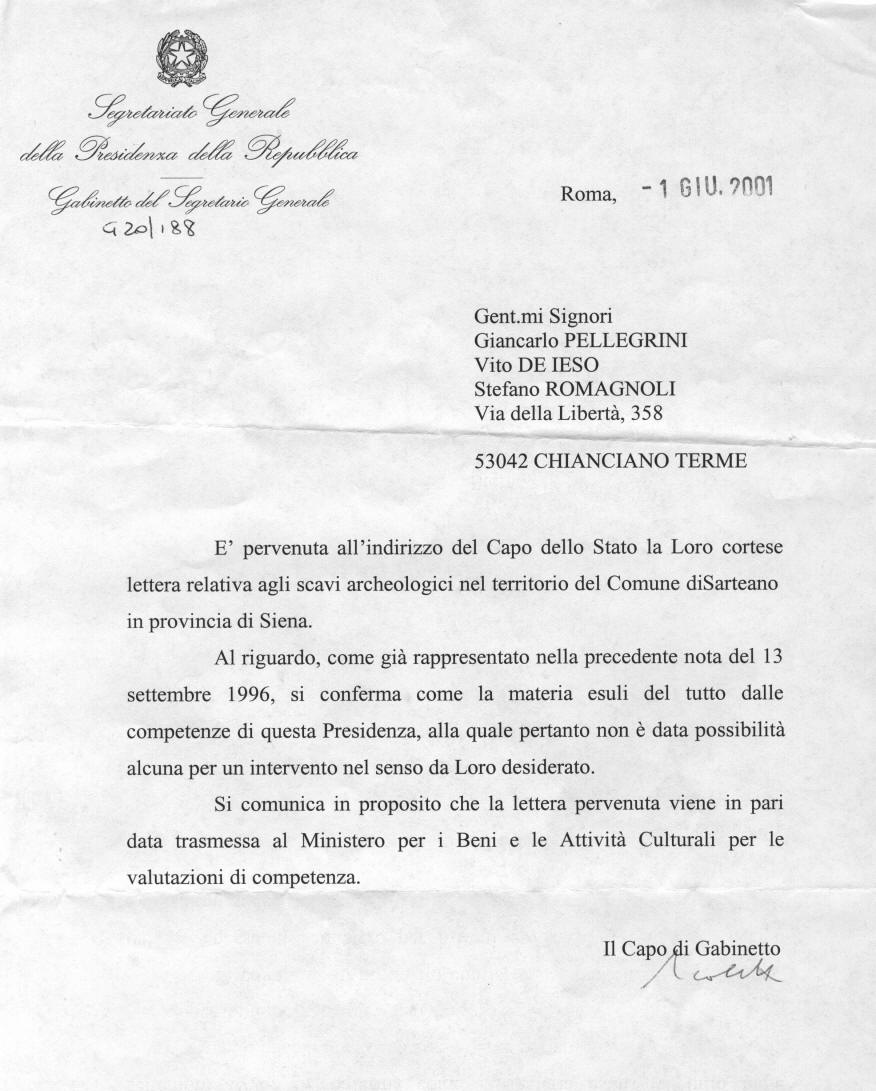 Segretariato Generale
della Presidenza della Repubblica
Gabinetto del Segretario Generale
G20/188
Roma, -1 GIU. 2001
Gent.mi Signori
Giancarlo PELLEGRINI
Vito DE IESO
Stefano ROMAGNOLI
Via della Libertà, 358
53042 CHIANCIANO TERME
E' pervenuta all'indirizzo del Capo dello Stato la Loro cortese
lettera relativa agli scavi archeologici nel territorio del Comune diSarteano
in provincia di Siena.
Al riguardo, come già rappresentato nella precedente nota del 13
settembre 1996, si conferma come la materia esuli del tutto dalle
competenze di questa Presidenza, alla quale pertanto non è data possibilità
alcuna per un intervento nel senso da Loro desiderato.
Si comunica in proposito che la lettera pervenuta viene in pari
data trasmessa al Ministero per i Beni e le Attività Culturali per le
valutazioni di competenza.
Il Capo di Gabinetto